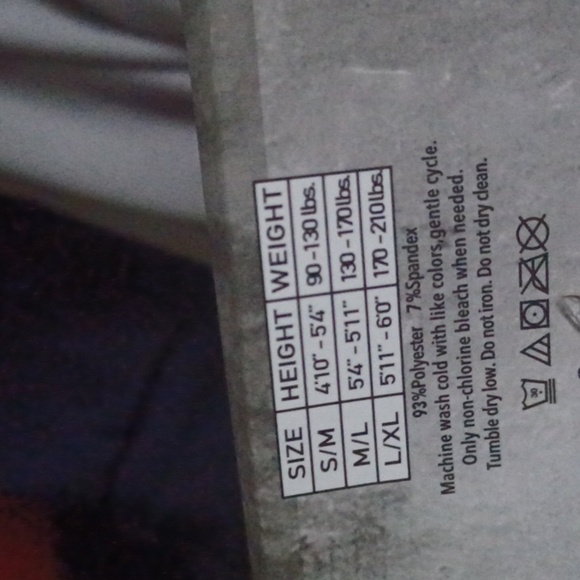 SIZE HEIGHT WEIGHT
S/M 4'10" - 5'4" 90 - 130 lbs.
M/L 5'4" - 5'11" 130 - 170 lbs.
L/XL 5'11" - 6'0" 170 - 210 lbs.
93%Polyester 7%Spandex
Machine wash cold with like colors, gentle cycle.
Only non-chlorine bleach when needed.
Tumble dry low. Do not iron. Do not dry clean.
30